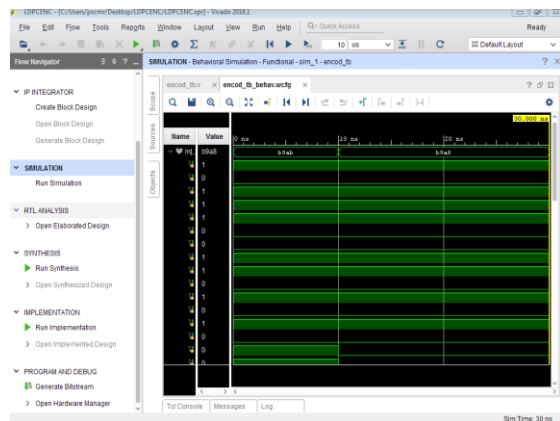 LDPCENC - [C:/Users/pscmr/Desktop/LDPCENC/LDPCENC.xpr] - Vivado 2018.1
File Edit Flow Tools Reports Window Layout View Run Help Quick Access Ready
10 us Default Layout
Flow Navigator SIMULATION - Behavioral Simulation - Functional - sim_1 - encod_tb
IP INTEGRATOR
Create Block Design
Open Block Design
Generate Block Design
SIMULATION
Run Simulation
RTL ANALYSIS
Open Elaborated Design
SYNTHESIS
Run Synthesis
Open Synthesized Design
IMPLEMENTATION
Run Implementation
Open Implemented Design
PROGRAM AND DEBUG
Generate Bitstream
Open Hardware Manager
encod_tb.v encod_tb_behav.wcfg
Scope
Sources
Objects
30.000 ns
Name Value 0 ns 10 ns 20 ns
m[. b9a8 b9ab b9a8
1
0
1
1
1
0
0
1
1
0
1
0
1
0
0
0
Tcl Console Messages Log
Sim Time: 30 ns